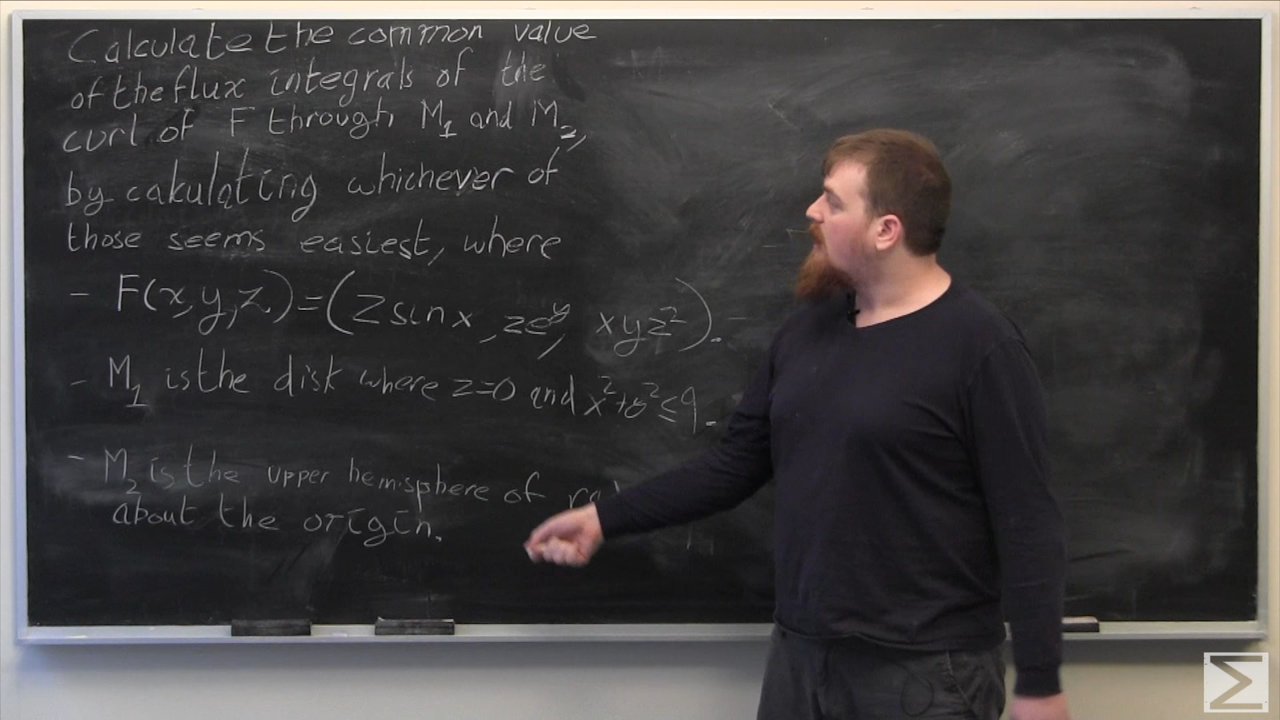 Calculate the common value
of the flux integrals of the
curl of F through M₁ and M₂,
by calculating whichever of
those seems easiest, where
- F(x,y,z)=(z sin x, ze^y, xyz²).
- M₁ is the disk where z=0 and x²+y²≤9.
- M₂ is the upper hemisphere of
about the origin.
Σ